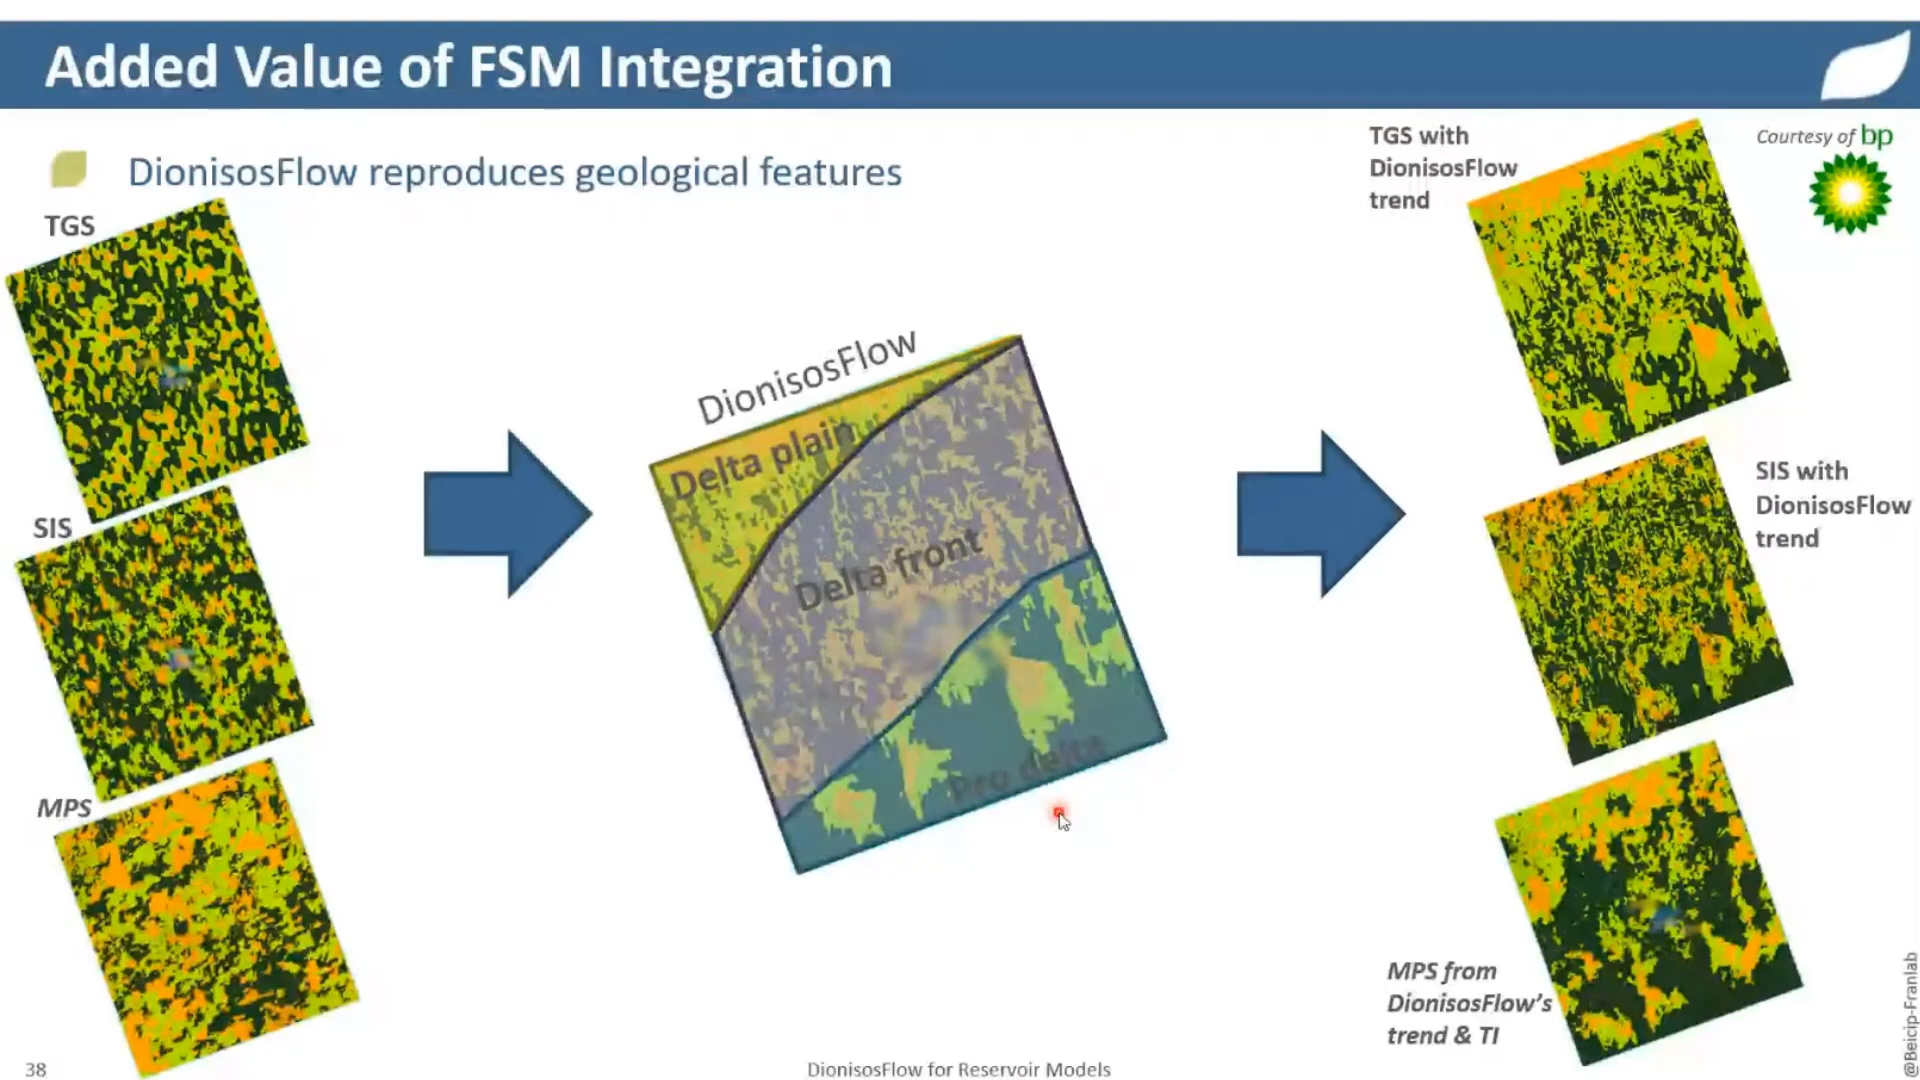 Added Value of FSM Integration
DionisosFlow reproduces geological features
TGS
SIS
MPS
DionisosFlow
Delta plain
Delta front
Pro delta
TGS with
DionisosFlow
trend
Courtesy of bp
SIS with
DionisosFlow
trend
MPS from
DionisosFlow's
trend & TI
38
DionisosFlow for Reservoir Models
@Beicip-Franlab